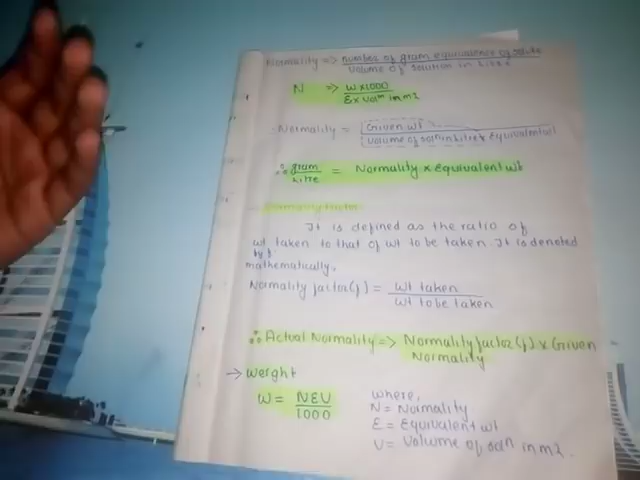 Normality => number of gram equivalence of solute
Volume of solution in Litre
N => W×1000
E× Volm in ml
Normality = Given wt
Volume of soln in Litre × Equivalent wt
∴ gram = Normality × Equivalent wt
Litre
Normality factor
It is defined as the ratio of
wt taken to that of wt to be taken. It is denoted
by f.
mathematically,
Normality factor(f) = wt taken
wt to be taken
∴ Actual Normality => Normality factor(f) × Given
Normality
→ Weight
W = NEV
1000
where,
N = Normality
E = Equivalent wt
V = Volume of soln in ml.